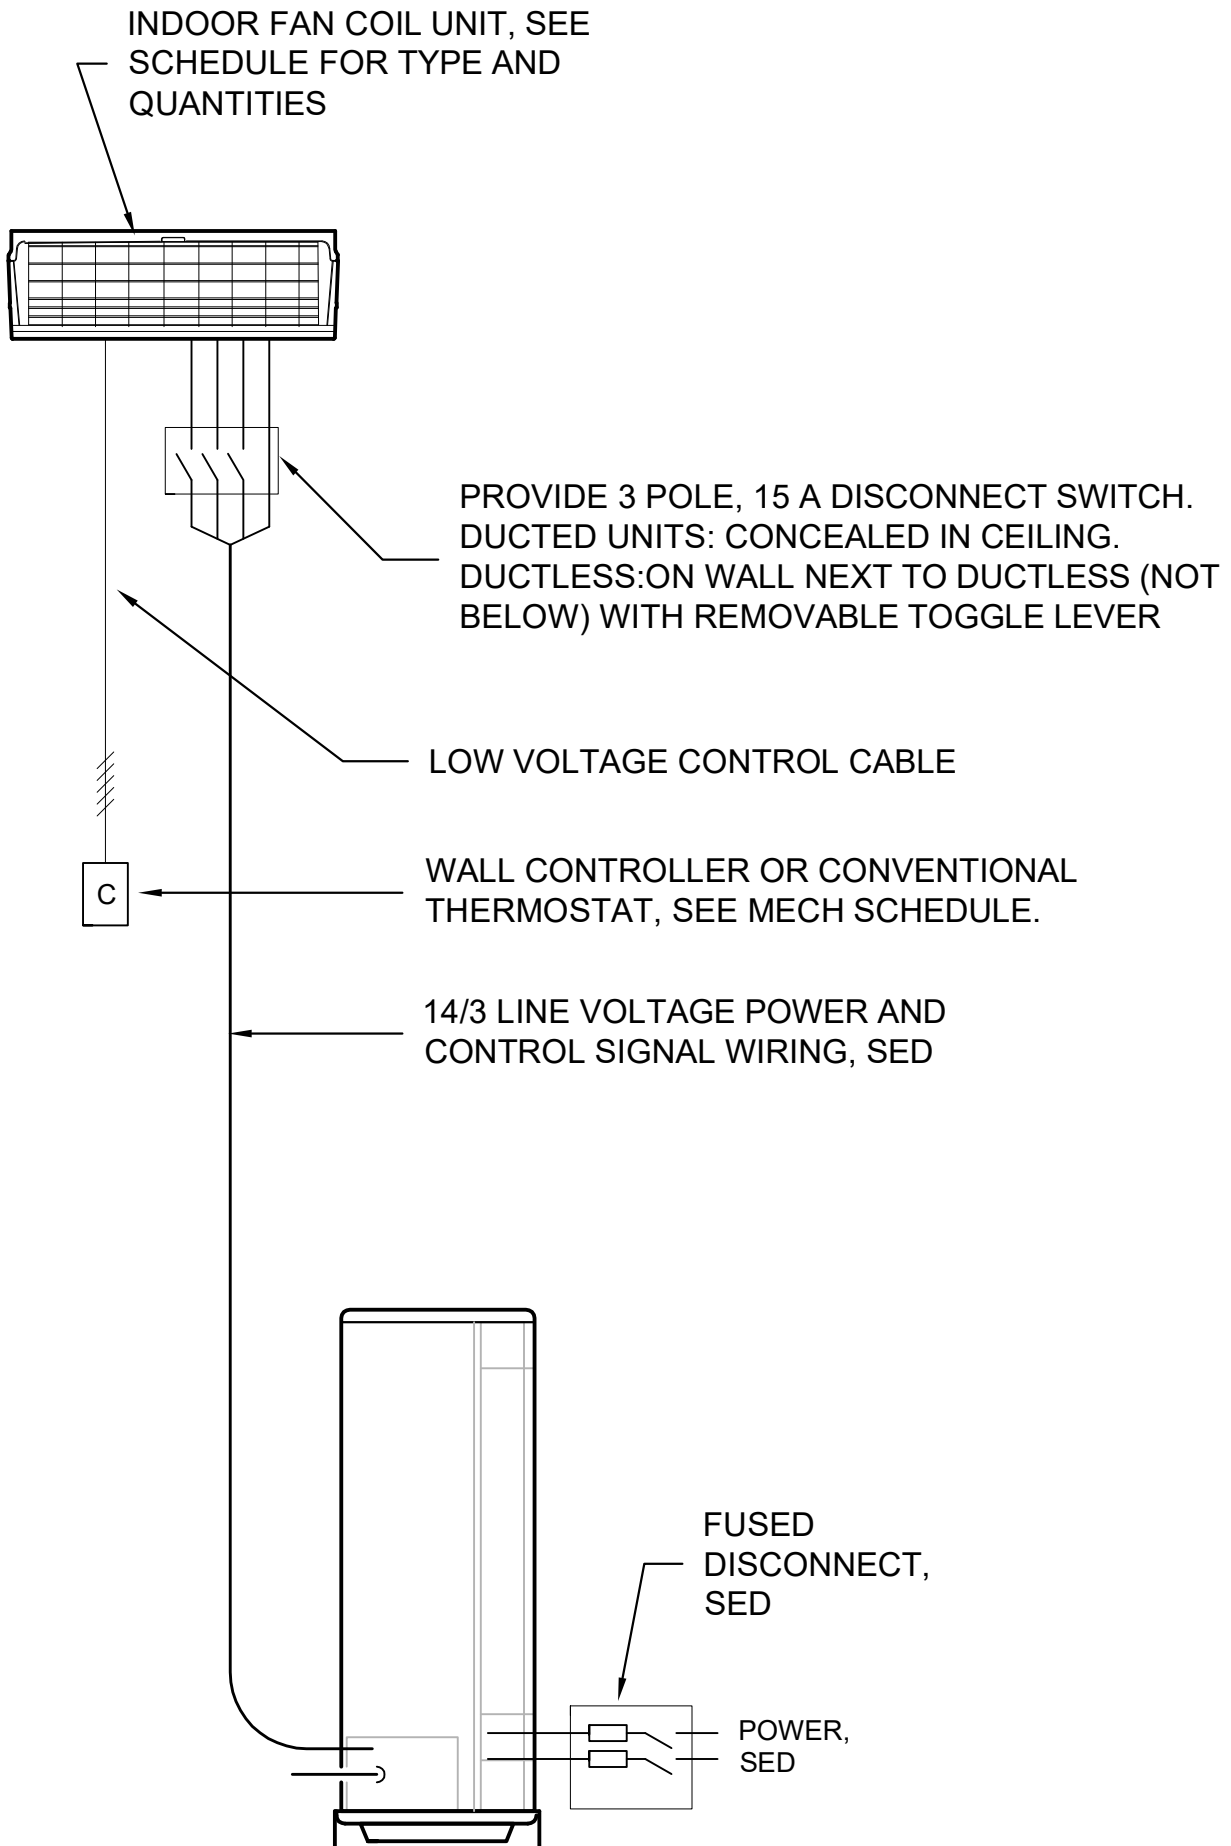 INDOOR FAN COIL UNIT, SEE
SCHEDULE FOR TYPE AND
QUANTITIES
PROVIDE 3 POLE, 15 A DISCONNECT SWITCH.
DUCTED UNITS: CONCEALED IN CEILING.
DUCTLESS:ON WALL NEXT TO DUCTLESS (NOT
BELOW) WITH REMOVABLE TOGGLE LEVER
LOW VOLTAGE CONTROL CABLE
C
WALL CONTROLLER OR CONVENTIONAL
THERMOSTAT, SEE MECH SCHEDULE.
14/3 LINE VOLTAGE POWER AND
CONTROL SIGNAL WIRING, SED
FUSED
DISCONNECT,
SED
POWER,
SED